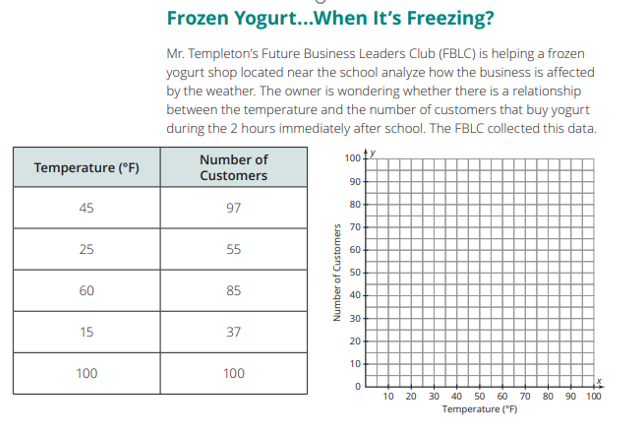 Frozen Yogurt...When It's Freezing?
Mr. Templeton's Future Business Leaders Club (FBLC) is helping a frozen
yogurt shop located near the school analyze how the business is affected
by the weather. The owner is wondering whether there is a relationship
between the temperature and the number of customers that buy yogurt
during the 2 hours immediately after school. The FBLC collected this data.
Temperature (°F) Number of Customers
45 97
25 55
60 85
15 37
100 100
y
100
90
80
70
60
50
40
30
20
10
0
Number of Customers
x
10 20 30 40 50 60 70 80 90 100
Temperature (°F)